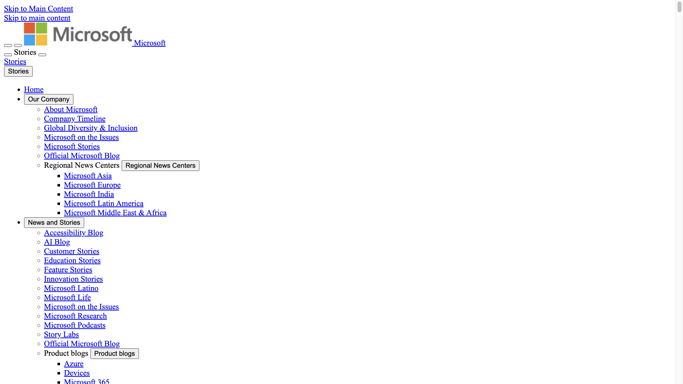 Skip to Main Content
Skip to main content
Microsoft Microsoft
Stories
Stories
Stories
Home
Our Company
About Microsoft
Company Timeline
Global Diversity & Inclusion
Microsoft on the Issues
Microsoft Stories
Official Microsoft Blog
Regional News Centers Regional News Centers
Microsoft Asia
Microsoft Europe
Microsoft India
Microsoft Latin America
Microsoft Middle East & Africa
News and Stories
Accessibility Blog
AI Blog
Customer Stories
Education Stories
Feature Stories
Innovation Stories
Microsoft Latino
Microsoft Life
Microsoft on the Issues
Microsoft Research
Microsoft Podcasts
Story Labs
Official Microsoft Blog
Product blogs Product blogs
Azure
Devices
Microsoft 365